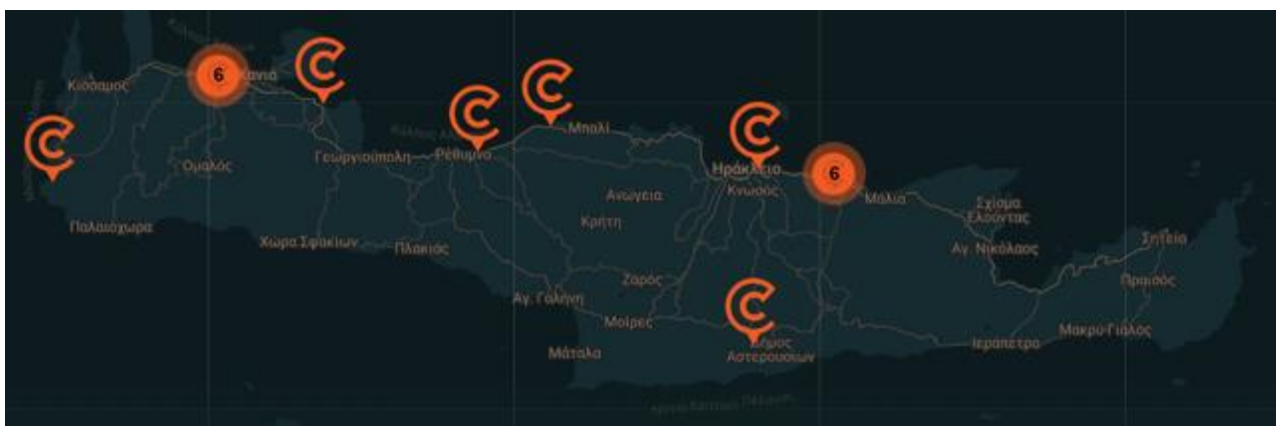 Κίσσαμος
6
Χανιά
Ομαλός
Παλαιόχωρα
Γεωργιούπολη
Ρέθυμνο
Χώρα Σφακίων
Πλακιάς
Μπαλί
Ανώγεια
Κρήτη
Ζαρός
Αγ. Γαλήνη
Μοίρες
Μάταλα
Ηράκλειο
Κνωσός
6
Μάλια
Δήμος
Αστερουσίων
Σχίσμα
Ελούντας
Αγ. Νικόλαος
Σητεία
Πραισός
Μακρύ-Γιαλός
Ιεράπετρα